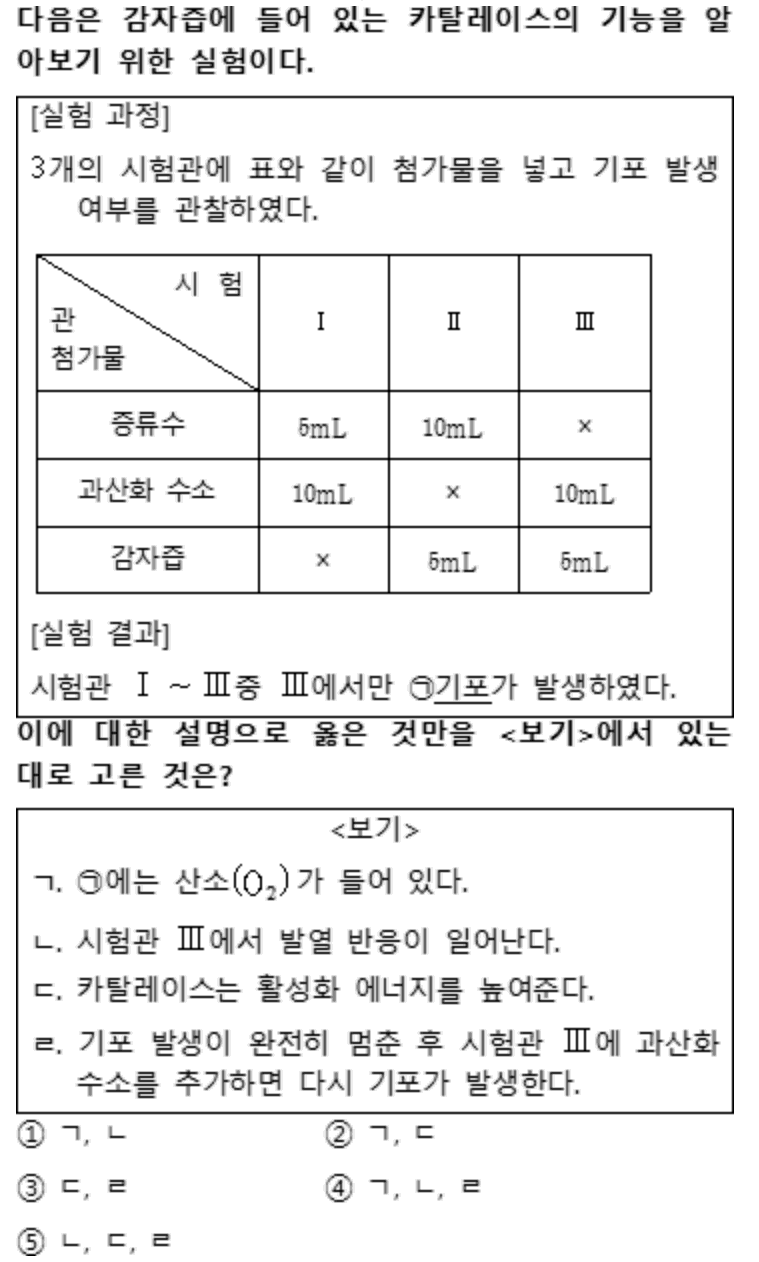 다음은 감자즙에 들어 있는 카탈레이스의 기능을 알
아보기 위한 실험이다.
[실험 과정]
3개의 시험관에 표와 같이 첨가물을 넣고 기포 발생
여부를 관찰하였다.
시 험
관
첨가물
Ⅰ Ⅱ Ⅲ
증류수 5mL 10mL ×
과산화 수소 10mL × 10mL
감자즙 × 5mL 5mL
[실험 결과]
시험관 Ⅰ ~ Ⅲ중 Ⅲ에서만 ㉠기포가 발생하였다.
이에 대한 설명으로 옳은 것만을 <보기>에서 있는
대로 고른 것은?
<보기>
ㄱ. ㉠에는 산소(O₂)가 들어 있다.
ㄴ. 시험관 Ⅲ에서 발열 반응이 일어난다.
ㄷ. 카탈레이스는 활성화 에너지를 높여준다.
ㄹ. 기포 발생이 완전히 멈춘 후 시험관 Ⅲ에 과산화
수소를 추가하면 다시 기포가 발생한다.
① ㄱ, ㄴ ② ㄱ, ㄷ
③ ㄷ, ㄹ ④ ㄱ, ㄴ, ㄹ
⑤ ㄴ, ㄷ, ㄹ